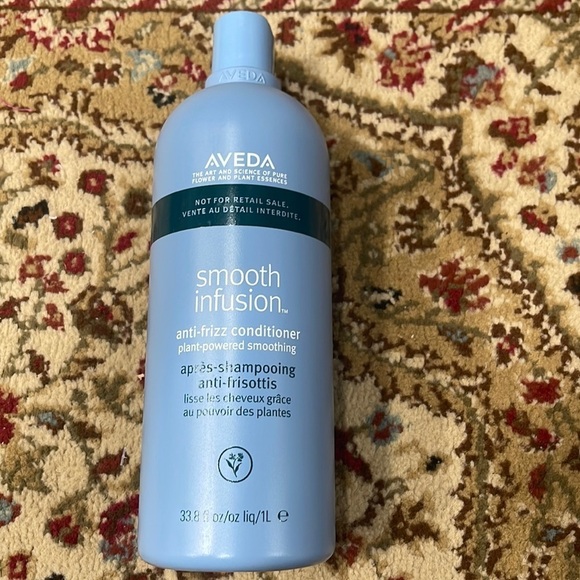 AVEDA
AVEDA
THE ART AND SCIENCE OF PURE
FLOWER AND PLANT ESSENCES
NOT FOR RETAIL SALE.
VENTE AU DÉTAIL INTERDITE.
smooth
infusion™
anti-frizz conditioner
plant-powered smoothing
après-shampooing
anti-frisottis
lisse les cheveux grâce
au pouvoir des plantes
33.8 fl oz/oz liq/1L ℮